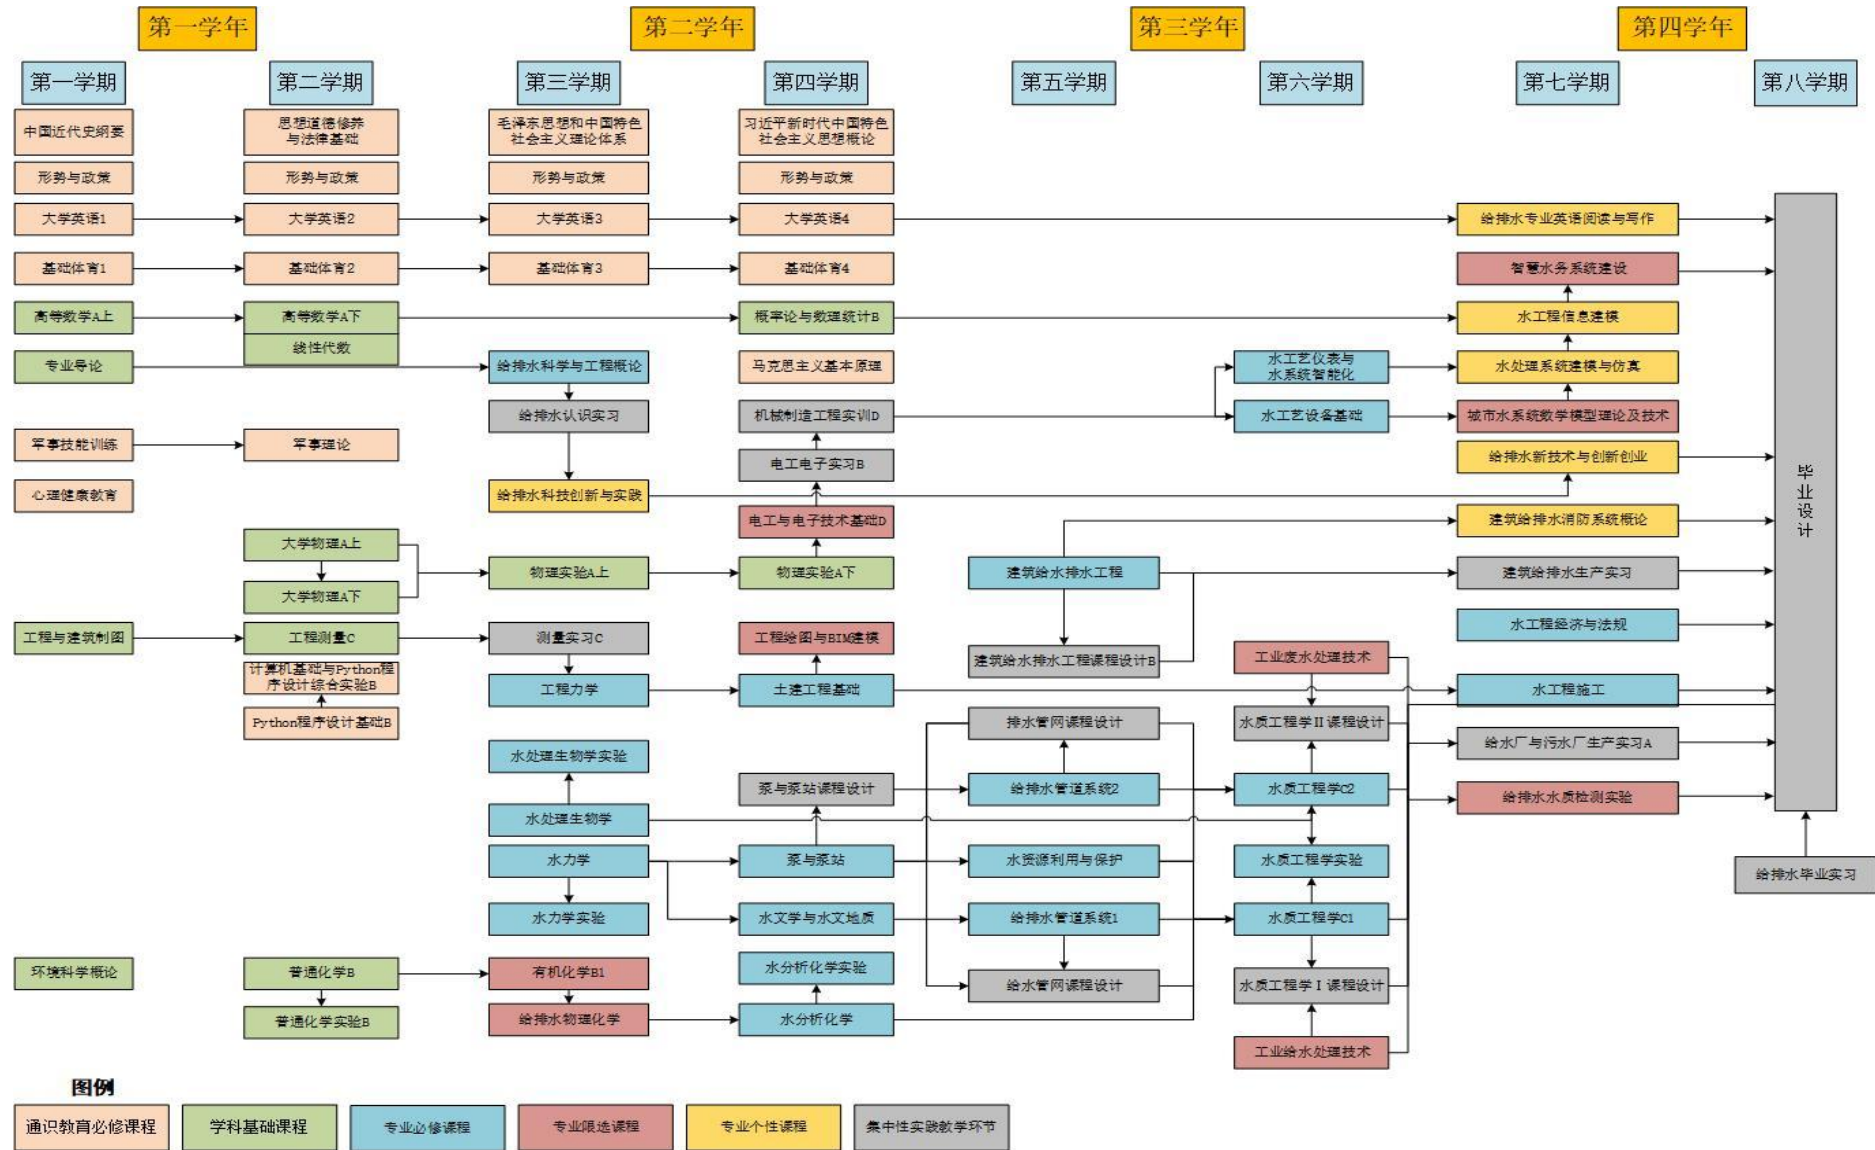 第一学年
第二学年
第三学年
第四学年
第一学期
第二学期
第三学期
第四学期
第五学期
第六学期
第七学期
第八学期
中国近代史纲要
思想道德修养
与法律基础
毛泽东思想和中国特色
社会主义理论体系
习近平新时代中国特色
社会主义思想概论
形势与政策
形势与政策
形势与政策
形势与政策
大学英语1
大学英语2
大学英语3
大学英语4
给排水专业英语阅读与写作
基础体育1
基础体育2
基础体育3
基础体育4
智慧水务系统建设
高等数学A上
高等数学A下
概率论与数理统计B
水工程信息建模
线性代数
专业导论
给排水科学与工程概论
马克思主义基本原理
水工艺仪表与
水系统智能化
水处理系统建模与仿真
给排水认识实习
机械制造工程实训D
水工艺设备基础
城市水系统数学模型理论及技术
军事技能训练
军事理论
电工电子实习B
给排水新技术与创新创业
心理健康教育
给排水科技创新与实践
电工与电子技术基础D
建筑给排水消防系统概论
毕业设计
大学物理A上
物理实验A上
物理实验A下
建筑给水排水工程
建筑给排水生产实习
大学物理A下
工程与建筑制图
工程测量C
测量实习C
工程绘图与BIM建模
水工程经济与法规
建筑给水排水工程课程设计B
工业废水处理技术
计算机基础与Python程
序设计综合实验B
工程力学
土建工程基础
水工程施工
Python程序设计基础B
排水管网课程设计
水质工程学II课程设计
给水厂与污水厂生产实习A
水处理生物学实验
泵与泵站课程设计
给排水管道系统2
水质工程学C2
给排水水质检测实验
水处理生物学
水力学
泵与泵站
水资源利用与保护
水质工程学实验
给排水毕业实习
水力学实验
水文学与水文地质
给排水管道系统1
水质工程学C1
环境科学概论
普通化学B
有机化学B1
水分析化学实验
给水管网课程设计
水质工程学Ⅰ课程设计
普通化学实验B
给排水物理化学
水分析化学
工业给水处理技术
图例
通识教育必修课程
学科基础课程
专业必修课程
专业限选课程
专业个性课程
集中性实践教学环节